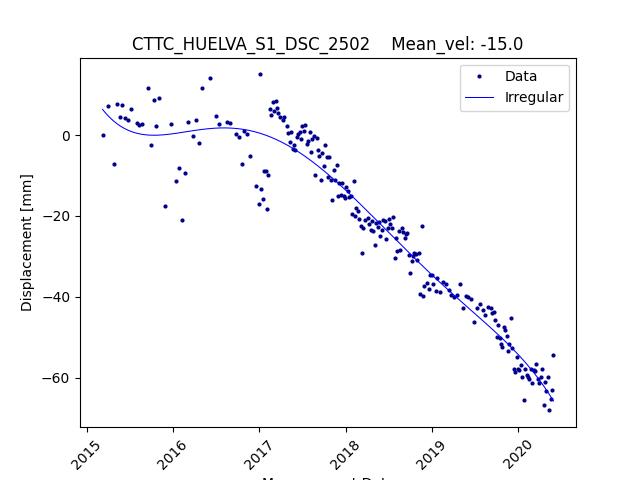 CTTC_HUELVA_S1_DSC_2502    Mean_vel: -15.0
Data
Irregular
Displacement [mm]
0
−20
−40
−60
2015
2016
2017
2018
2019
2020